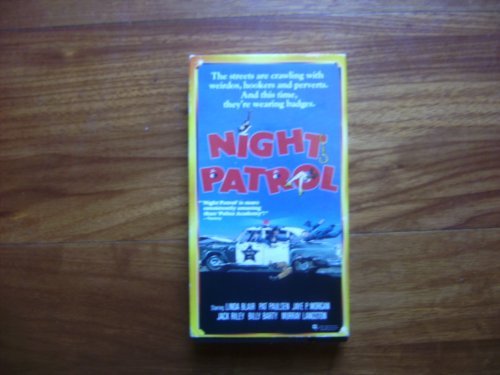 The streets are crawling with
weirdos, hookers and perverts.
And this time,
they're wearing badges.
NIGHT
PATROL
"'Night Patrol' is more
consistently amusing
than 'Police Academy'!"
Starring LINDA BLAIR PAT PAULSEN JAYE P. MORGAN
JACK RILEY BILLY BARTY MURRAY LANGSTON